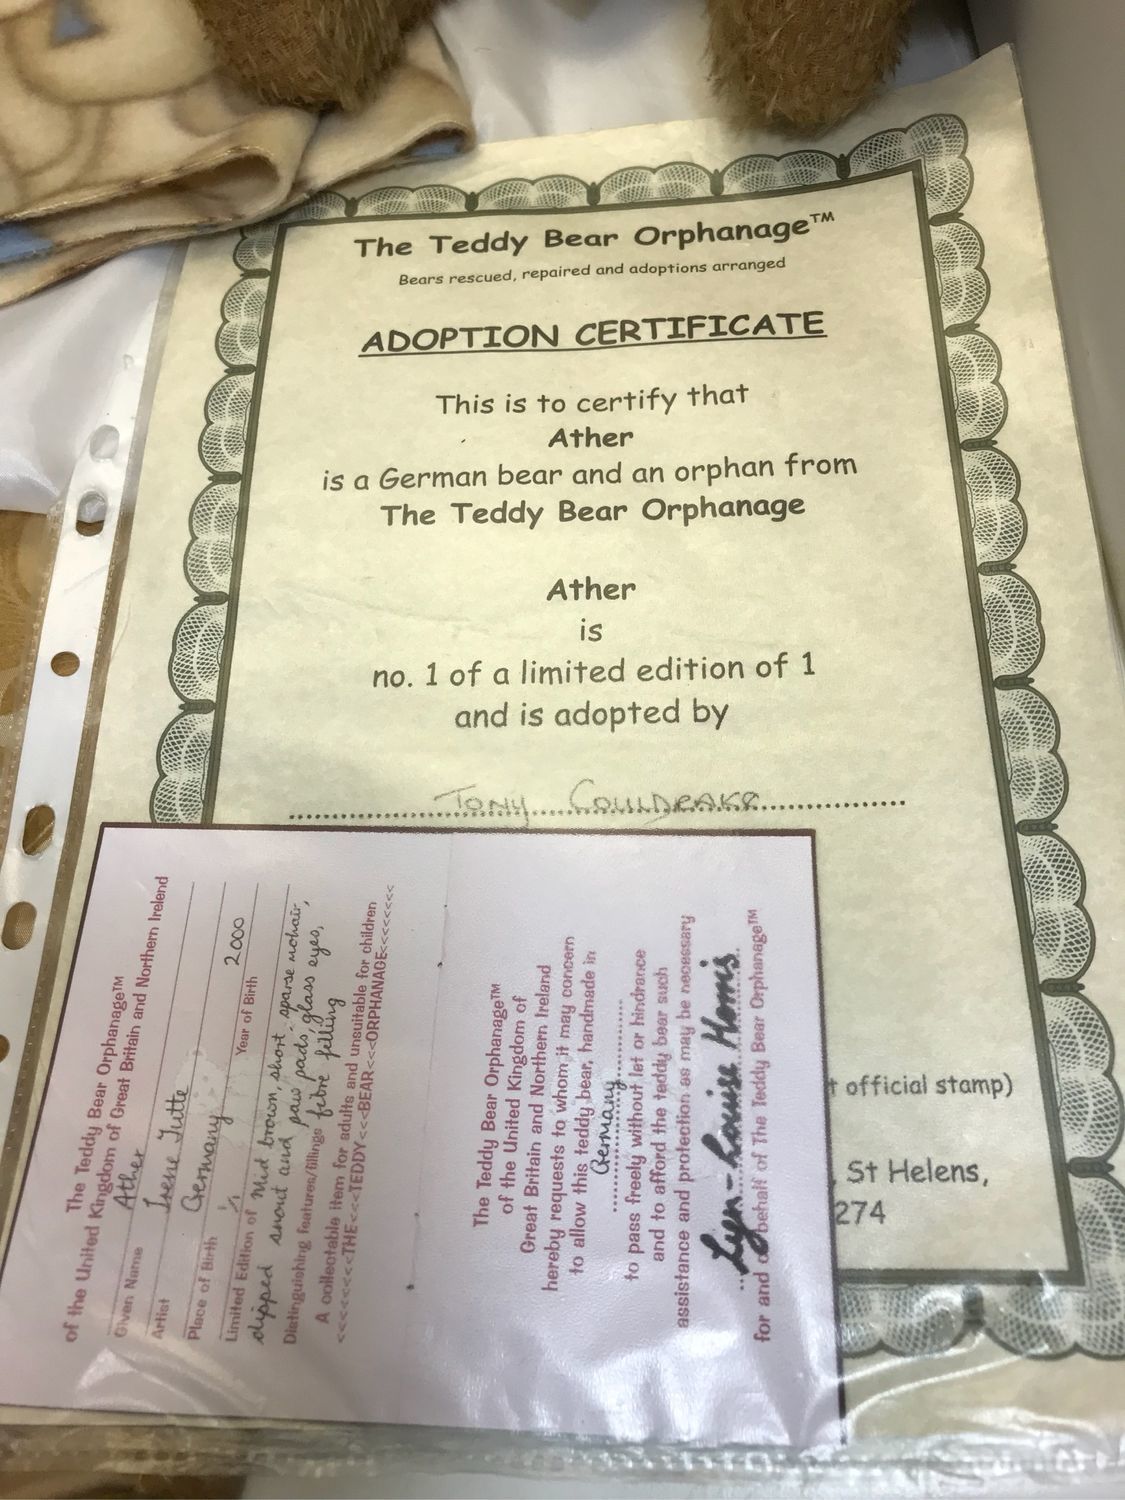 The Teddy Bear Orphanage™
Bears rescued, repaired and adoptions arranged
ADOPTION CERTIFICATE
This is to certify that
Ather
is a German bear and an orphan from
The Teddy Bear Orphanage
Ather
is
no. 1 of a limited edition of 1
and is adopted by
TONY COULDRAKE
official stamp)
, St Helens,
274
The Teddy Bear Orphanage™
of the United Kingdom of Great Britain and Northern Ireland
Given Name Ather
Artist Irene Tutte
Place of Birth Germany
Limited Edition of 1/1 Year of Birth 2000
Mid brown, short, sparse mohair,
clipped snout and paw pads, glass eyes,
Distinguishing features/fillings fibre filling
A collectable item for adults and unsuitable for children
<<<<<<<THE<<<TEDDY<<<BEAR<<<ORPHANAGE<<<<<<<
The Teddy Bear Orphanage™
of the United Kingdom of
Great Britain and Northern Ireland
hereby requests to whom it may concern
to allow this teddy bear, handmade in
Germany
to pass freely without let or hindrance
and to afford the teddy bear such
assistance and protection as may be necessary
Lyn-Louise Horris
for and on behalf of The Teddy Bear Orphanage™